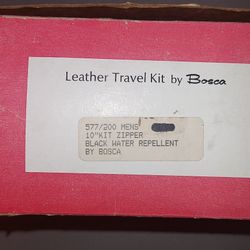 Leather Travel Kit by Bosca
577/200 MENS
10"KIT ZIPPER
BLACK WATER REPELLENT
BY BOSCA